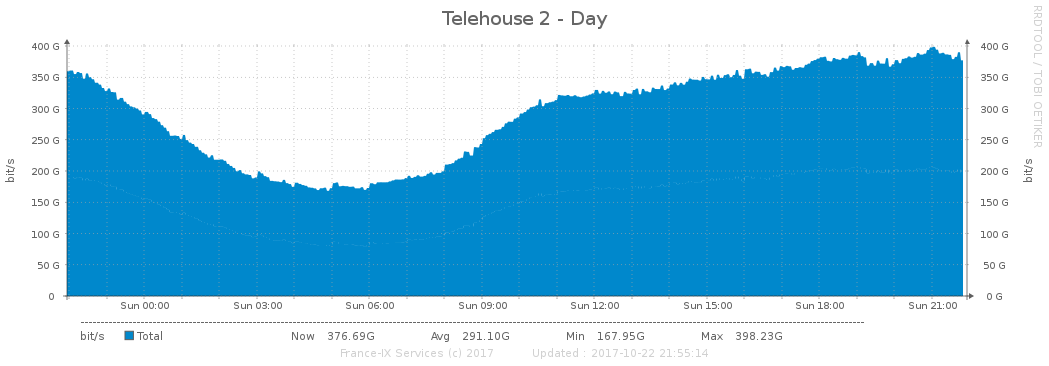 Telehouse 2 - Day
RRDTOOL / TOBI OETIKER
bit/s
400 G
350 G
300 G
250 G
200 G
150 G
100 G
50 G
0
400 G
350 G
300 G
250 G
200 G
150 G
100 G
50 G
0 G
bit/s
Sun 00:00 Sun 03:00 Sun 06:00 Sun 09:00 Sun 12:00 Sun 15:00 Sun 18:00 Sun 21:00
bit/s Total Now 376.69G Avg 291.10G Min 167.95G Max 398.23G
France-IX Services (c) 2017 Updated : 2017-10-22 21:55:14